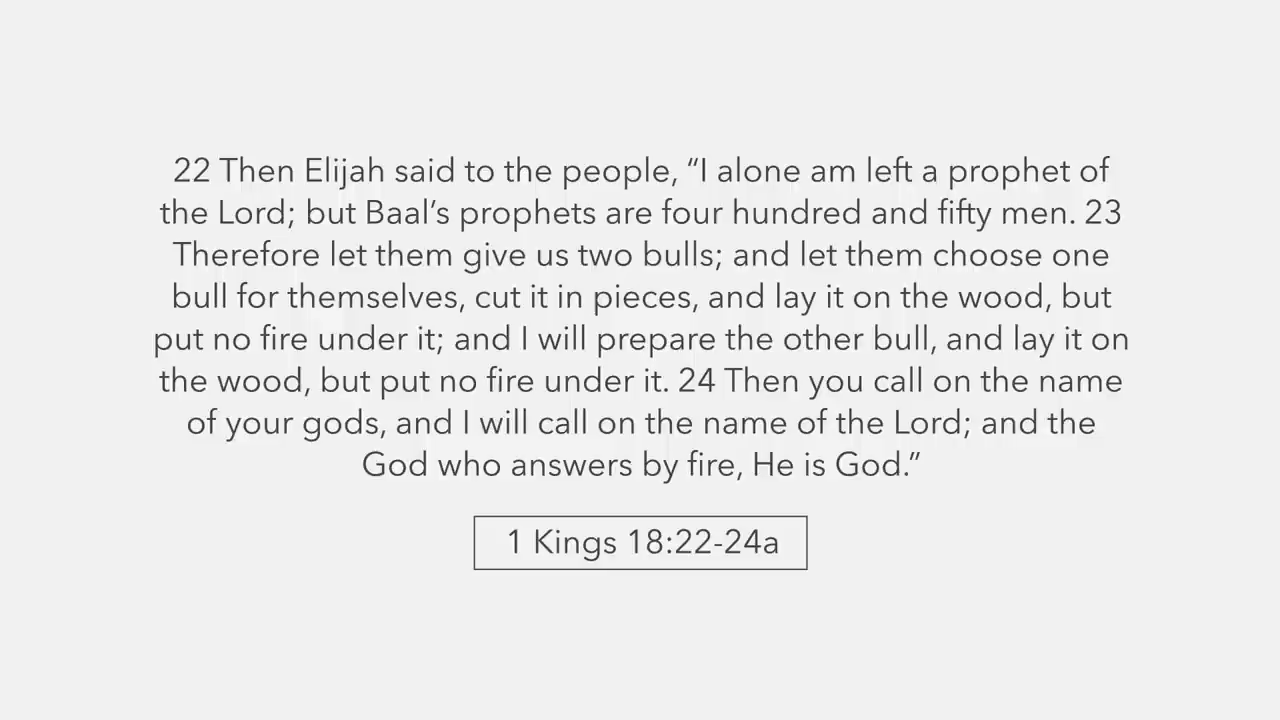 22 Then Elijah said to the people, “I alone am left a prophet of
the Lord; but Baal’s prophets are four hundred and fifty men. 23
Therefore let them give us two bulls; and let them choose one
bull for themselves, cut it in pieces, and lay it on the wood, but
put no fire under it; and I will prepare the other bull, and lay it on
the wood, but put no fire under it. 24 Then you call on the name
of your gods, and I will call on the name of the Lord; and the
God who answers by fire, He is God.”
1 Kings 18:22-24a